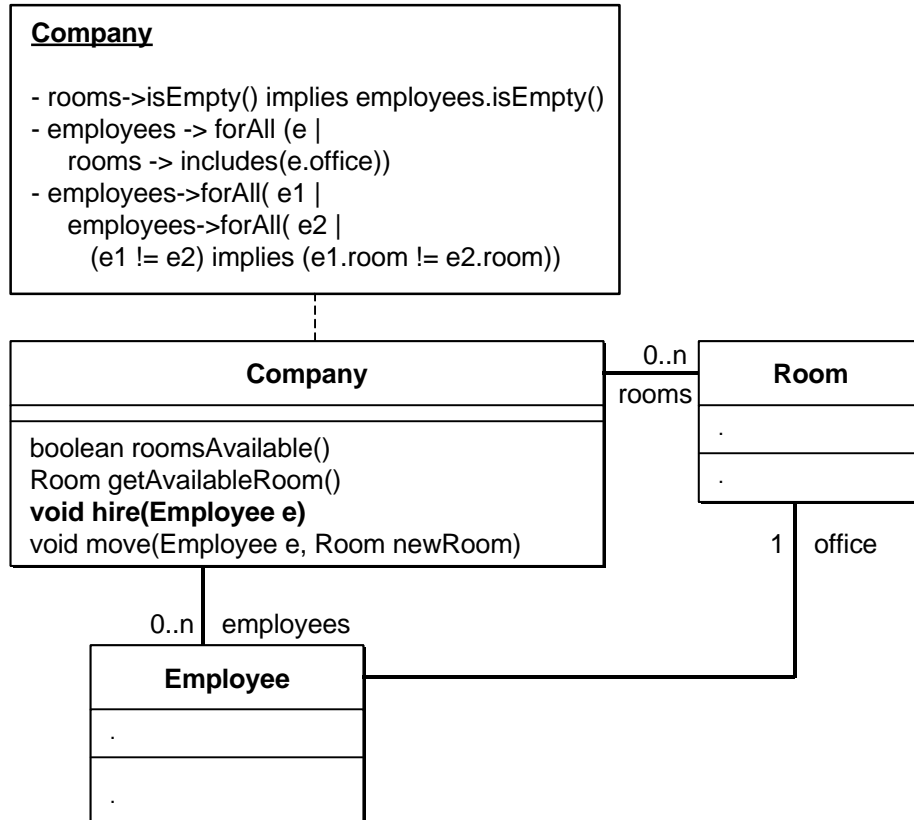 Company
- rooms->isEmpty() implies employees.isEmpty()
- employees -> forAll (e |
rooms -> includes(e.office))
- employees->forAll( e1 |
employees->forAll( e2 |
(e1 != e2) implies (e1.room != e2.room))
Company
boolean roomsAvailable()
Room getAvailableRoom()
void hire(Employee e)
void move(Employee e, Room newRoom)
0..n
rooms
Room
.
.
1 office
0..n employees
Employee
.
.